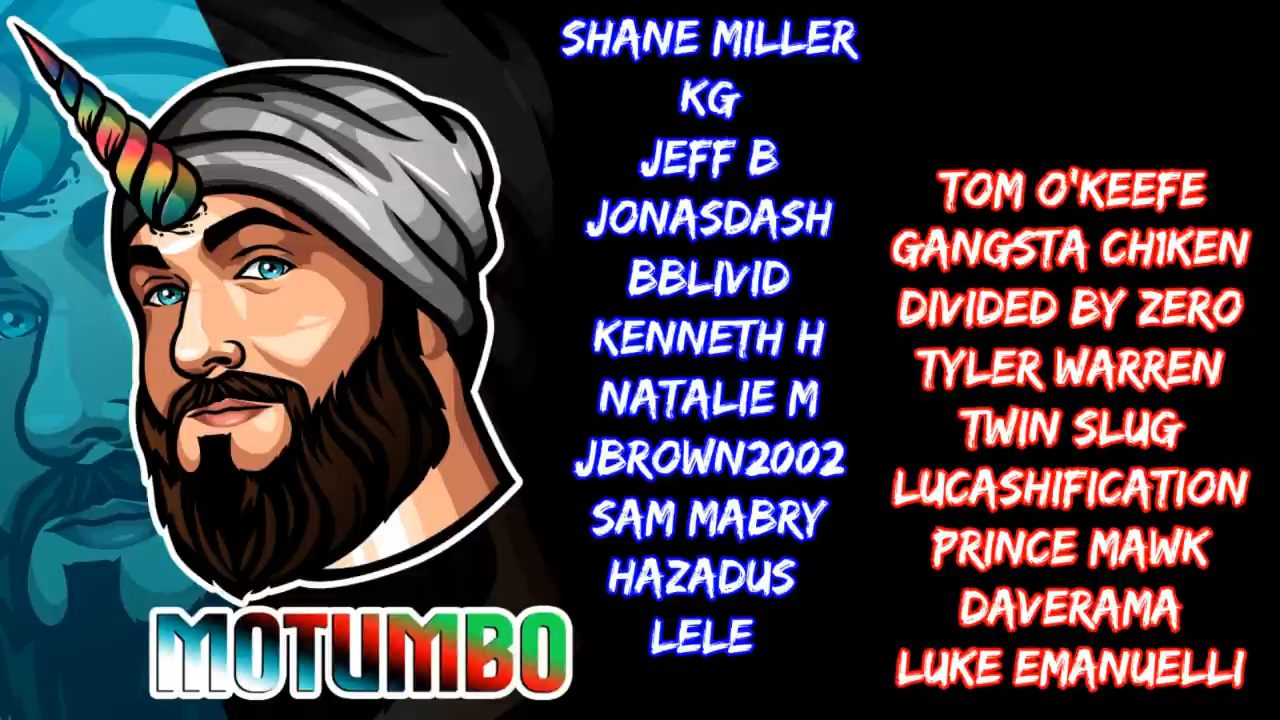 SHANE MILLER
KG
JEFF B
JONASDASH
BBLIVID
KENNETH H
NATALIE M
JBROWN2002
SAM MABRY
HAZADUS
LELE
TOM O'KEEFE
GANGSTA CH1KEN
DIVIDED BY ZERO
TYLER WARREN
TWIN SLUG
LUCASHIFICATION
PRINCE MAWK
DAVERAMA
LUKE EMANUELLI
MOTUMBO